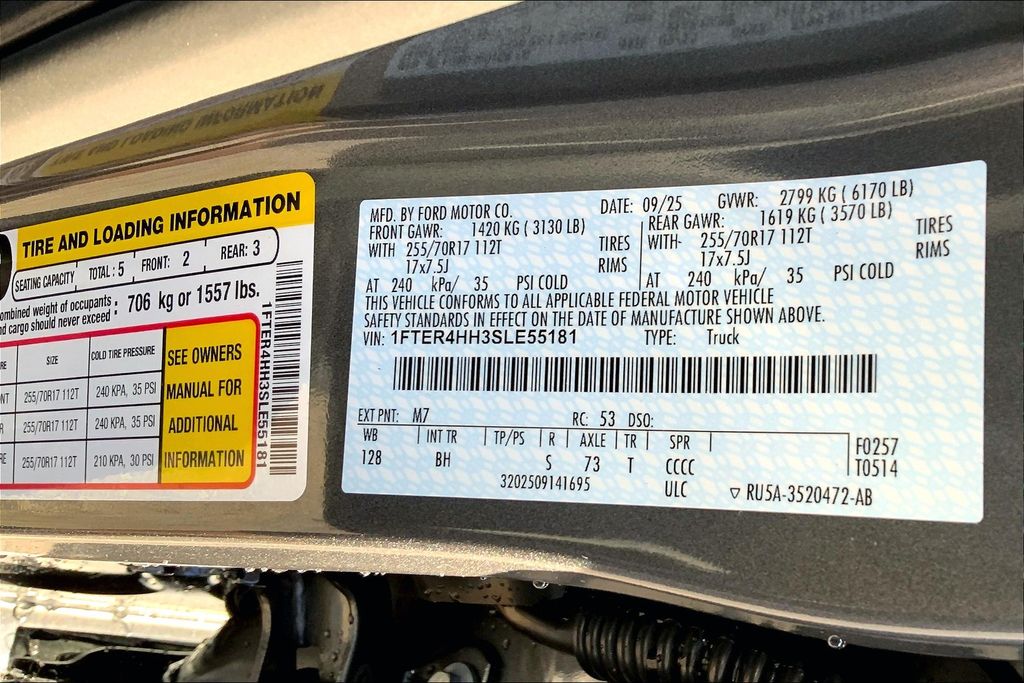 TIRE AND LOADING INFORMATION
SEATING CAPACITY TOTAL: 5 FRONT: 2 REAR: 3
ombined weight of occupants: 706 kg or 1557 lbs.
nd cargo should never exceed:
RE SIZE COLD TIRE PRESSURE
NT 255/70R17 112T 240 KPA, 35 PSI
R 255/70R17 112T 240 KPA, 35 PSI
RE 255/70R17 112T 210 KPA, 30 PSI
SEE OWNERS
MANUAL FOR
ADDITIONAL
INFORMATION
1FTER4HH3SLE55181
MFD. BY FORD MOTOR CO. DATE: 09/25 GVWR: 2799 KG ( 6170 LB)
FRONT GAWR: 1420 KG ( 3130 LB) REAR GAWR: 1619 KG ( 3570 LB)
WITH 255/70R17 112T TIRES WITH- 255/70R17 112T TIRES
17x7.5J RIMS 17x7.5J RIMS
AT 240 kPa/ 35 PSI COLD AT 240 kPa/ 35 PSI COLD
THIS VEHICLE CONFORMS TO ALL APPLICABLE FEDERAL MOTOR VEHICLE
SAFETY STANDARDS IN EFFECT ON THE DATE OF MANUFACTURE SHOWN ABOVE.
VIN: 1FTER4HH3SLE55181 TYPE: Truck
EXT PNT: M7 RC: 53 DSO:
WB INT TR TP/PS R AXLE TR SPR F0257
128 BH S 73 T CCCC T0514
3202509141695 ULC ▽ RU5A-3520472-AB